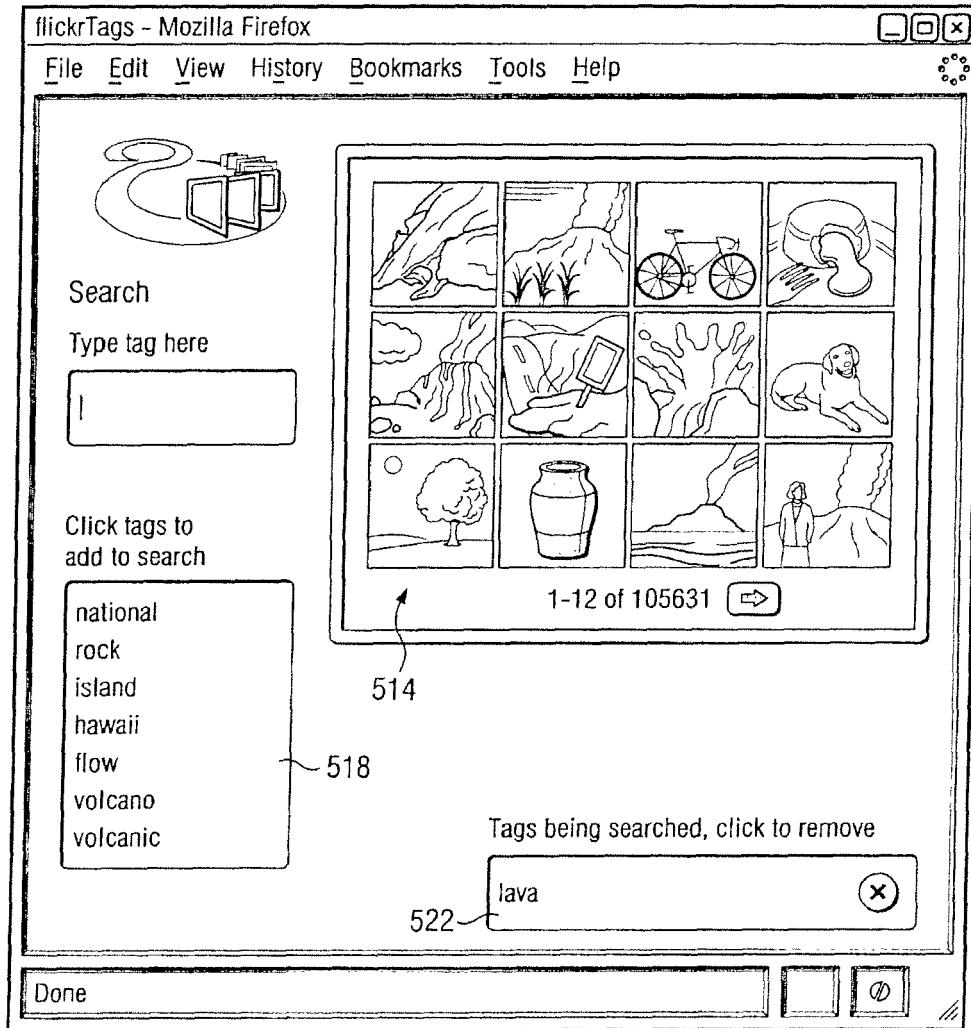 flickrTags - Mozilla Firefox
File Edit View History Bookmarks Tools Help
Search
Type tag here
Click tags to
add to search
national
rock
island
hawaii
flow
volcano
volcanic
518
1-12 of 105631
514
Tags being searched, click to remove
lava
522
Done